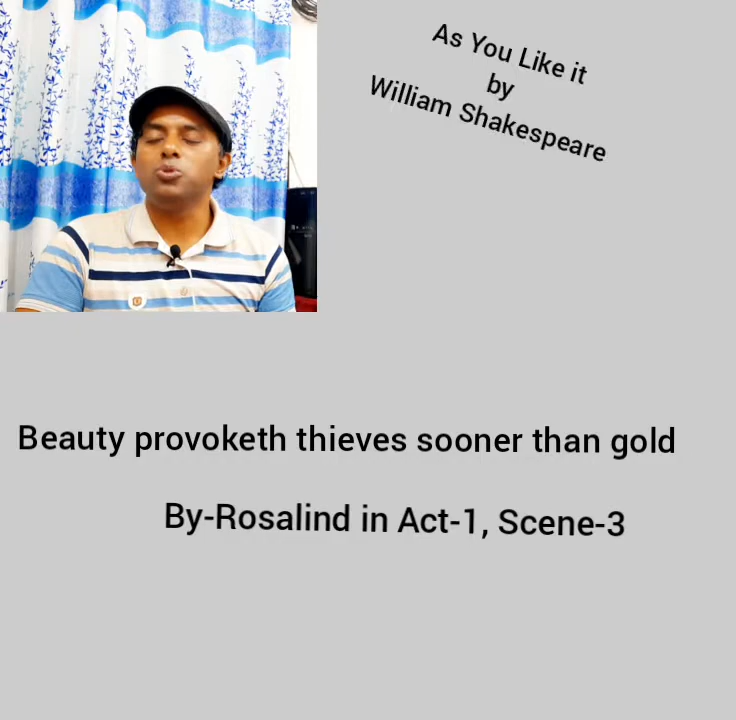 As You Like it
by
William Shakespeare
Beauty provoketh thieves sooner than gold
By-Rosalind in Act-1, Scene-3